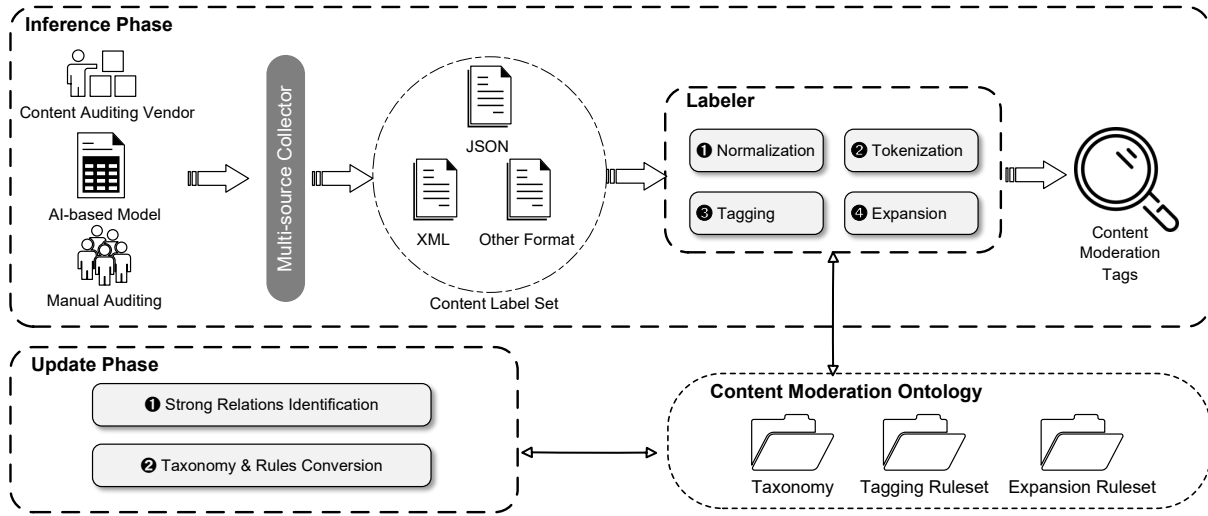 Inference Phase
Content Auditing Vendor
AI-based Model
Manual Auditing
Multi-source Collector
JSON
XML
Other Format
Content Label Set
Labeler
❶ Normalization
❷ Tokenization
❸ Tagging
❹ Expansion
Content
Moderation
Tags
Update Phase
❶ Strong Relations Identification
❷ Taxonomy & Rules Conversion
Content Moderation Ontology
Taxonomy
Tagging Ruleset
Expansion Ruleset